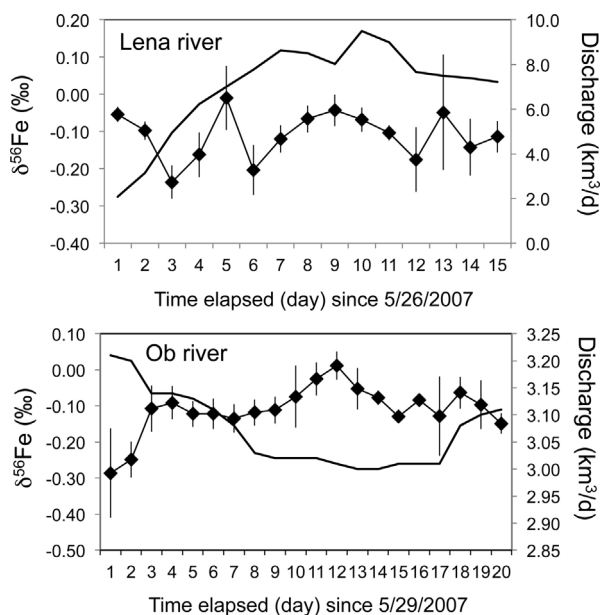 Lena river
δ56Fe (‰)
0.20
0.10
0.00
-0.10
-0.20
-0.30
-0.40
10.0
8.0
6.0
4.0
2.0
0.0
Discharge (km3/d)
1 2 3 4 5 6 7 8 9 10 11 12 13 14 15
Time elapsed (day) since 5/26/2007
Ob river
δ56Fe (‰)
0.10
0.00
-0.10
-0.20
-0.30
-0.40
-0.50
3.25
3.20
3.15
3.10
3.05
3.00
2.95
2.90
2.85
Discharge (km3/d)
1 2 3 4 5 6 7 8 9 10 11 12 13 14 15 16 17 18 19 20
Time elapsed (day) since 5/29/2007